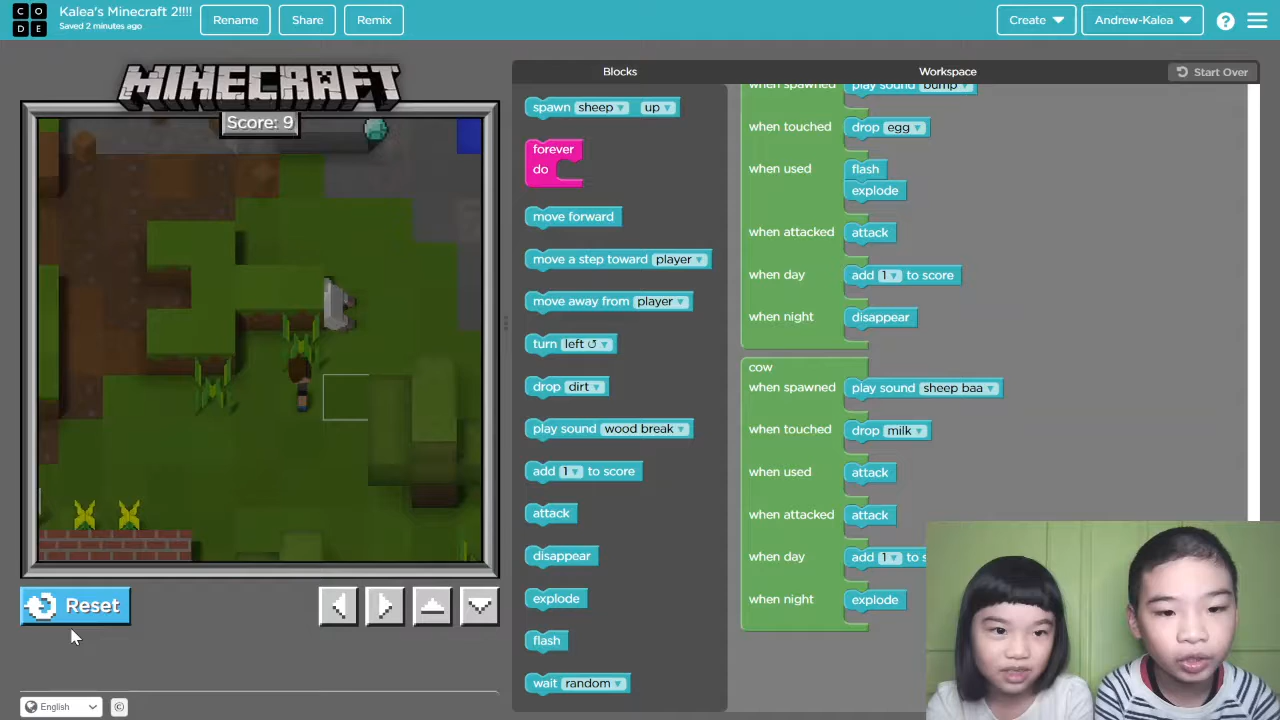 CO
DE
Kalea's Minecraft 2!!!!
Saved 2 minutes ago
Rename
Share
Remix
Create
Andrew-Kalea
?
MINECRAFT
Score: 9
Reset
English
©
Blocks
spawn sheep up
forever
do
move forward
move a step toward player
move away from player
turn left ↺
drop dirt
play sound wood break
add 1 to score
attack
disappear
explode
flash
wait random
Workspace
Start Over
when spawned play sound bump
when touched drop egg
when used flash
explode
when attacked attack
when day add 1 to score
when night disappear
cow
when spawned play sound sheep baa
when touched drop milk
when used attack
when attacked attack
when day add 1 to s
when night explode